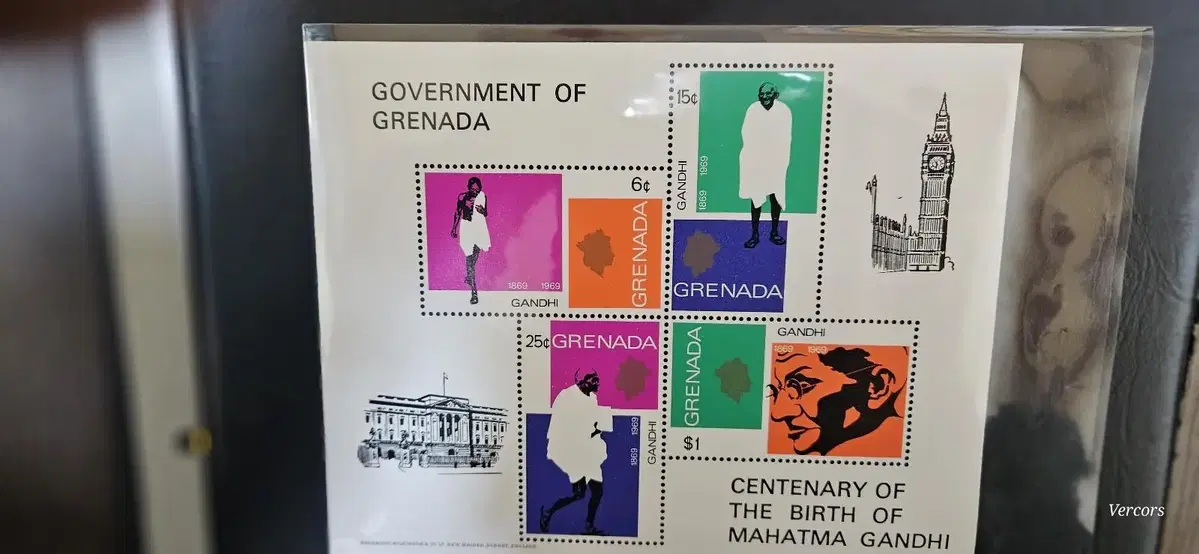 GOVERNMENT OF
GRENADA
6¢
GRENADA
1869 1969
GANDHI
15¢
GANDHI
1869 1969
GRENADA
25¢
GRENADA
1869 1969
GANDHI
GRENADA
$1
GANDHI
1869 1969
CENTENARY OF
THE BIRTH OF
MAHATMA GANDHI
Vercors